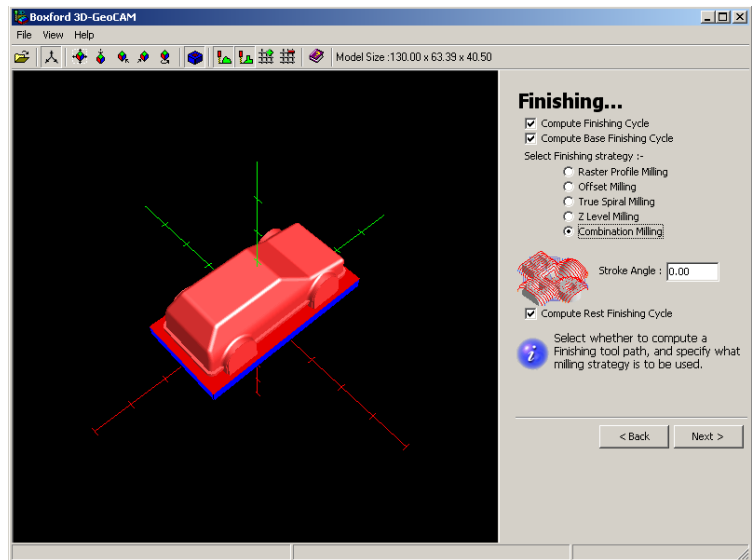 Boxford 3D-GeoCAM
File View Help
Model Size :130.00 x 63.39 x 40.50
Finishing...
Compute Finishing Cycle
Compute Base Finishing Cycle
Select Finishing strategy :-
Raster Profile Milling
Offset Milling
True Spiral Milling
Z Level Milling
Combination Milling
Stroke Angle : 0.00
Compute Rest Finishing Cycle
Select whether to compute a
Finishing tool path, and specify what
milling strategy is to be used.
< Back Next >